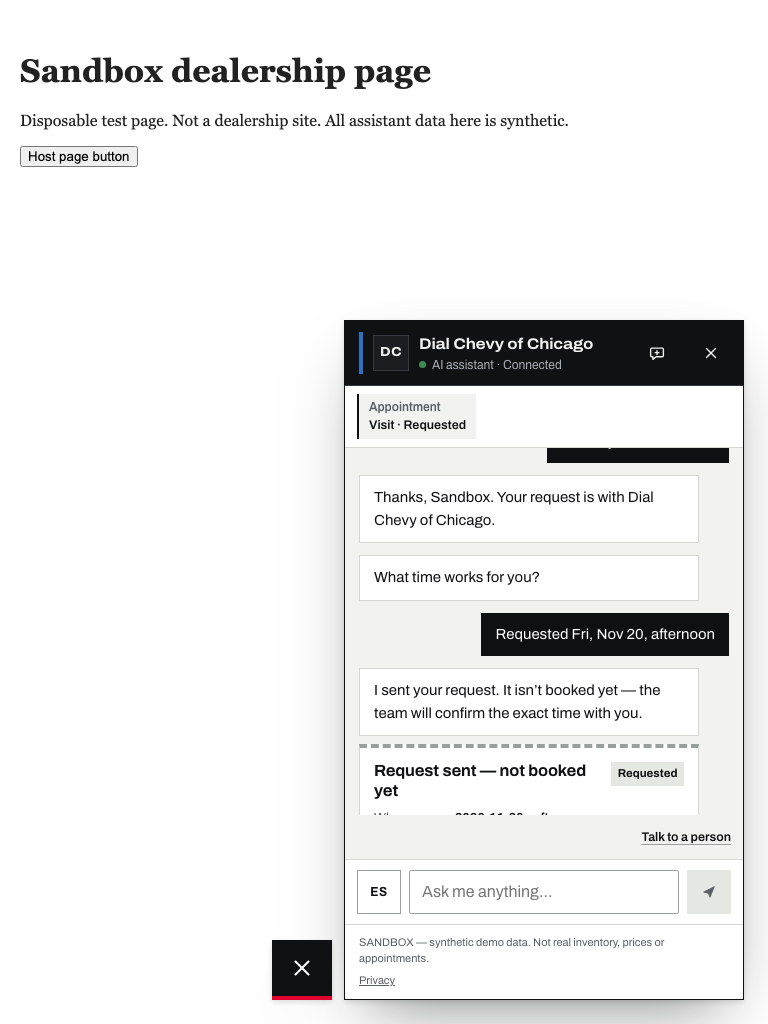 Sandbox dealership page
Disposable test page. Not a dealership site. All assistant data here is synthetic.
Host page button
DC
Dial Chevy of Chicago
AI assistant · Connected
Appointment
Visit · Requested
Thanks, Sandbox. Your request is with Dial
Chevy of Chicago.
What time works for you?
Requested Fri, Nov 20, afternoon
I sent your request. It isn’t booked yet — the
team will confirm the exact time with you.
Request sent — not booked
yet
Requested
Talk to a person
ES
Ask me anything...
SANDBOX — synthetic demo data. Not real inventory, prices or
appointments.
Privacy